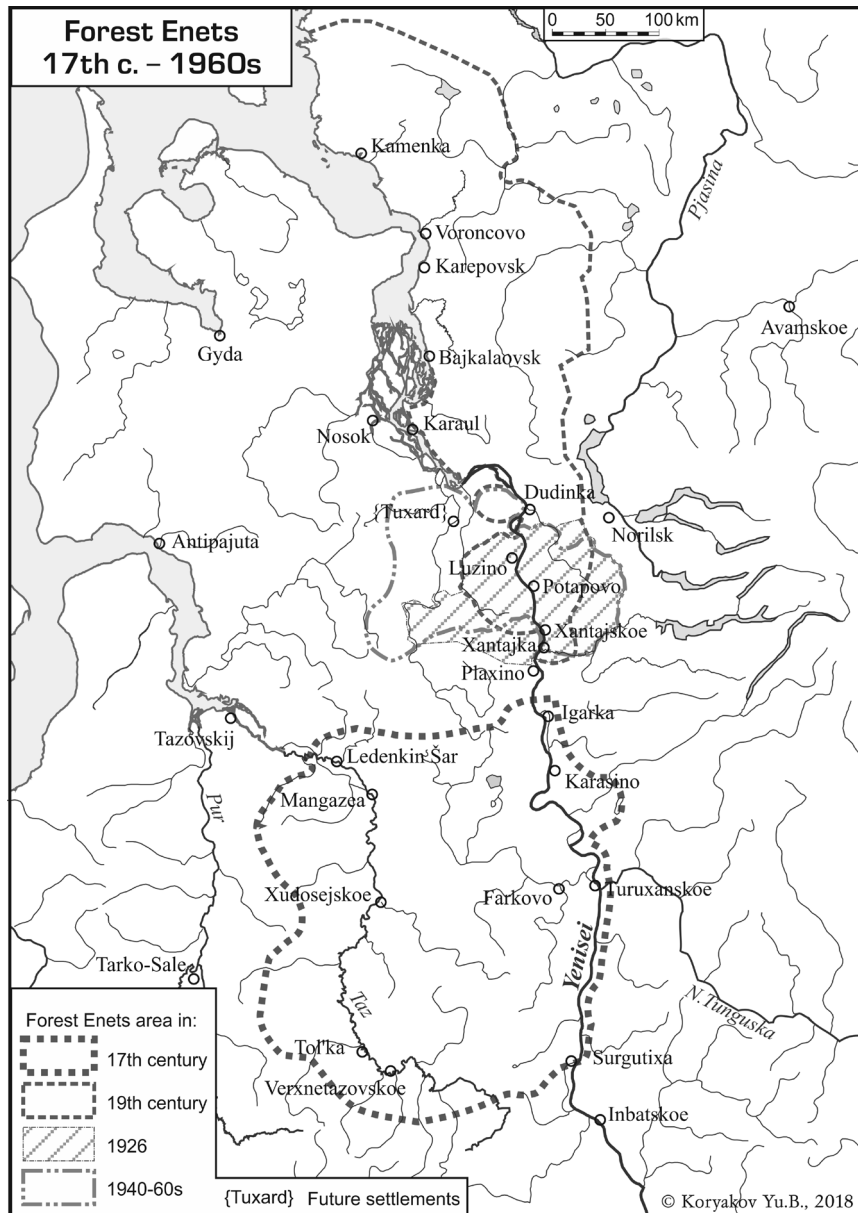 Forest Enets
17th c. – 1960s
0 50 100 km
Kamenka
Pjasina
Voroncovo
Karepovsk
Avamskoe
Gyda
Bajkalaovsk
Nosok
Karaul
Dudinka
{Tuxard}
Norilsk
Antipajuta
Luzino
Potapovo
Xantajskoe
Xantajka
Plaxino
Igarka
Tazovskij
Ledenkin Šar
Karasino
Mangazea
Pur
Xudosejskoe
Farkovo
Turuxanskoe
Yenisei
Tarko-Sale
Taz
N.Tunguska
Forest Enets area in:
17th century
Tol'ka
Surgutixa
Verxnetazovskoe
19th century
Inbatskoe
1926
1940-60s
{Tuxard} Future settlements
© Koryakov Yu.B., 2018